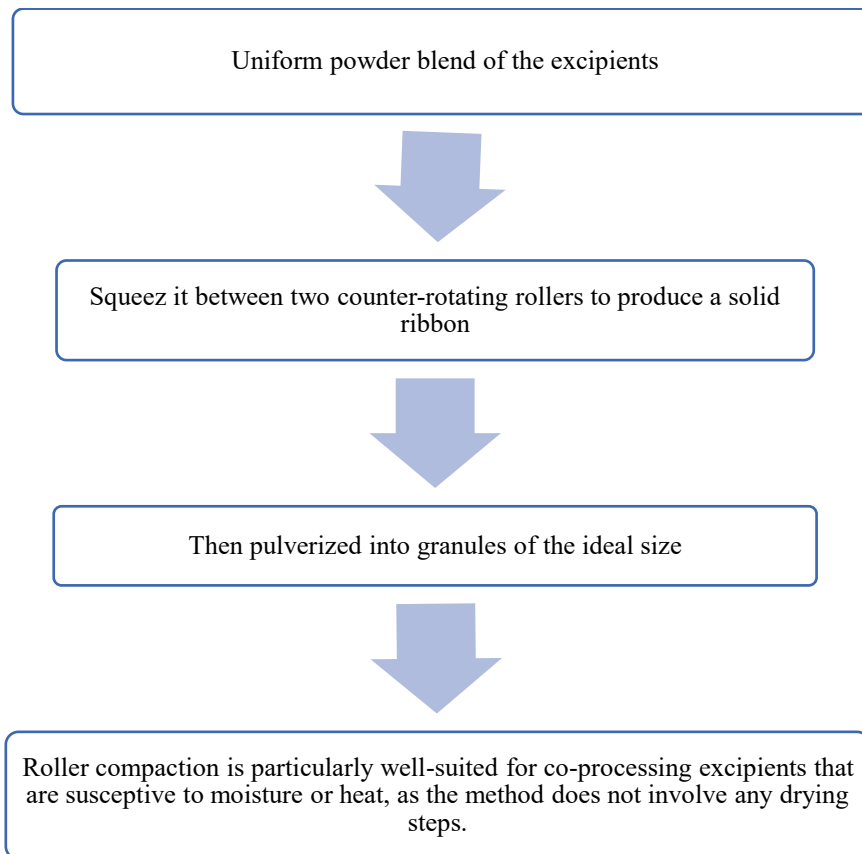 Uniform powder blend of the excipients
Squeez it between two counter-rotating rollers to produce a solid
ribbon
Then pulverized into granules of the ideal size
Roller compaction is particularly well-suited for co-processing excipients that
are susceptive to moisture or heat, as the method does not involve any drying
steps.